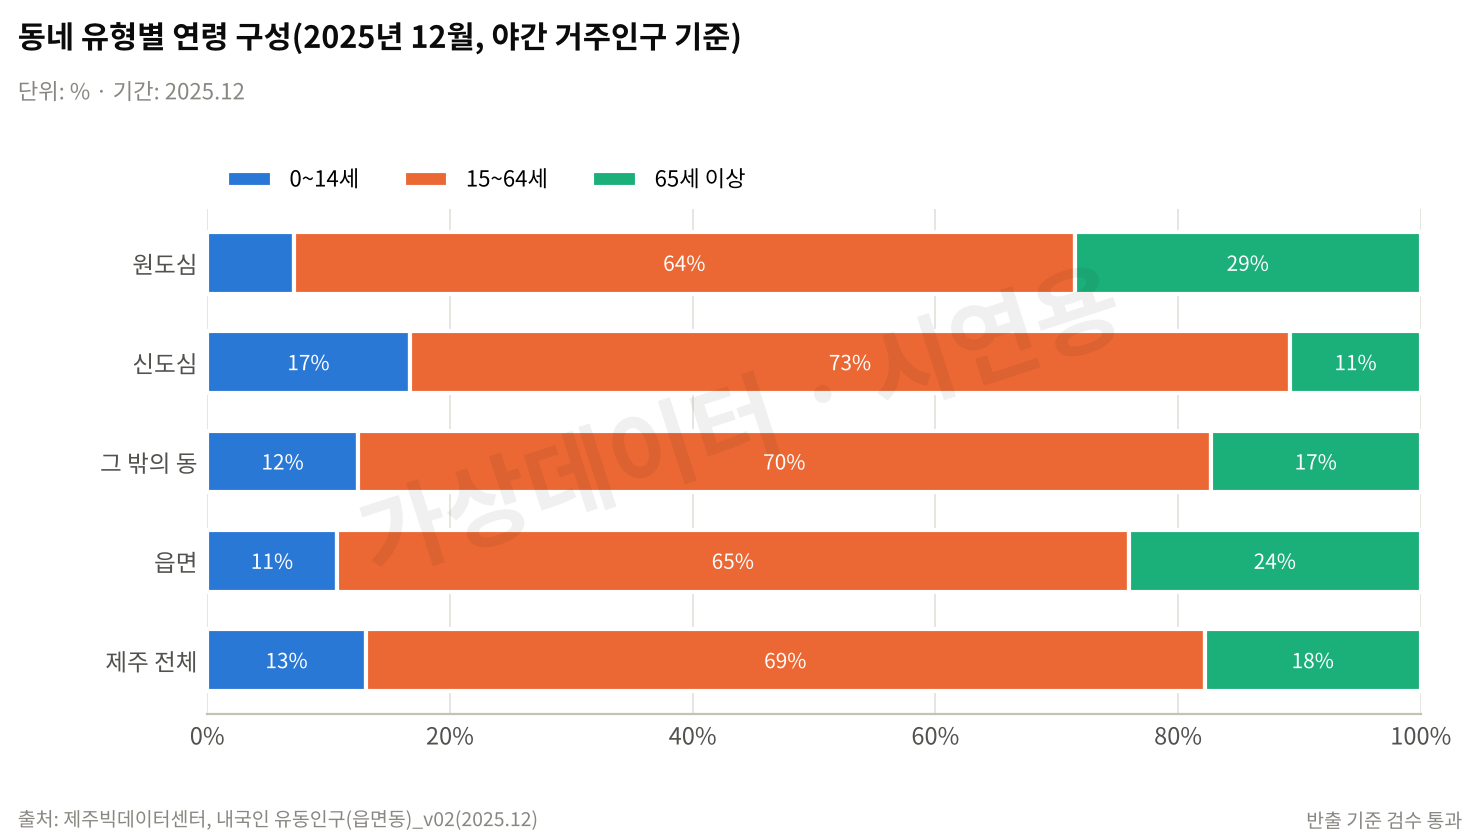 동네 유형별 연령 구성(2025년 12월, 야간 거주인구 기준)
단위: % · 기간: 2025.12
0~14세 15~64세 65세 이상
원도심 64% 29%
신도심 17% 73% 11%
그 밖의 동 12% 70% 17%
읍면 11% 65% 24%
제주 전체 13% 69% 18%
0% 20% 40% 60% 80% 100%
가상데이터 · 시연용
출처: 제주빅데이터센터, 내국인 유동인구(읍면동)_v02(2025.12)
반출 기준 검수 통과